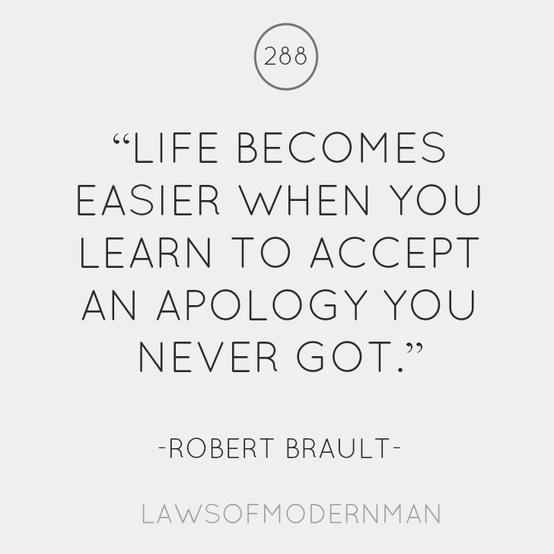 288
“LIFE BECOMES
EASIER WHEN YOU
LEARN TO ACCEPT
AN APOLOGY YOU
NEVER GOT.”
-ROBERT BRAULT-
LAWSOFMODERNMAN